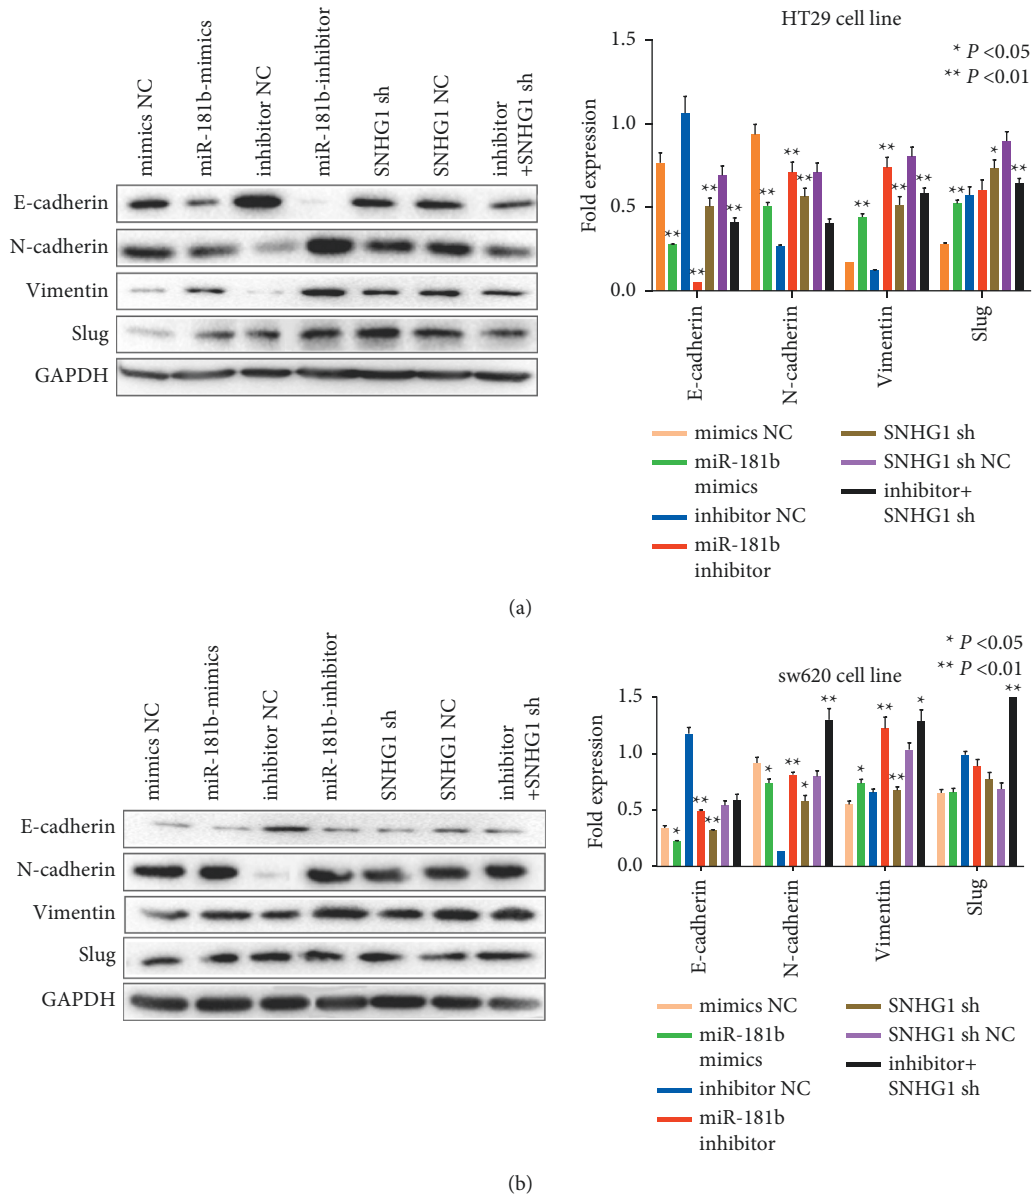 mimics NC
miR-181b-mimics
inhibitor NC
miR-181b-inhibitor
SNHG1 sh
SNHG1 NC
inhibitor
+SNHG1 sh
E-cadherin
N-cadherin
Vimentin
Slug
GAPDH
HT29 cell line
* P <0.05
** P <0.01
Fold expression
1.5
1.0
0.5
0.0
**
**
**
**
**
**
**
**
**
**
**
**
*
**
E-cadherin
N-cadherin
Vimentin
Slug
mimics NC
miR-181b
mimics
inhibitor NC
miR-181b
inhibitor
SNHG1 sh
SNHG1 sh NC
inhibitor+
SNHG1 sh
(a)
mimics NC
miR-181b-mimics
inhibitor NC
miR-181b-inhibitor
SNHG1 sh
SNHG1 NC
inhibitor
+SNHG1 sh
E-cadherin
N-cadherin
Vimentin
Slug
GAPDH
* P <0.05
** P <0.01
sw620 cell line
Fold expression
1.5
1.0
0.5
0.0
*
**
**
*
**
*
**
*
**
**
*
**
E-cadherin
N-cadherin
Vimentin
Slug
mimics NC
miR-181b
mimics
inhibitor NC
miR-181b
inhibitor
SNHG1 sh
SNHG1 sh NC
inhibitor+
SNHG1 sh
(b)